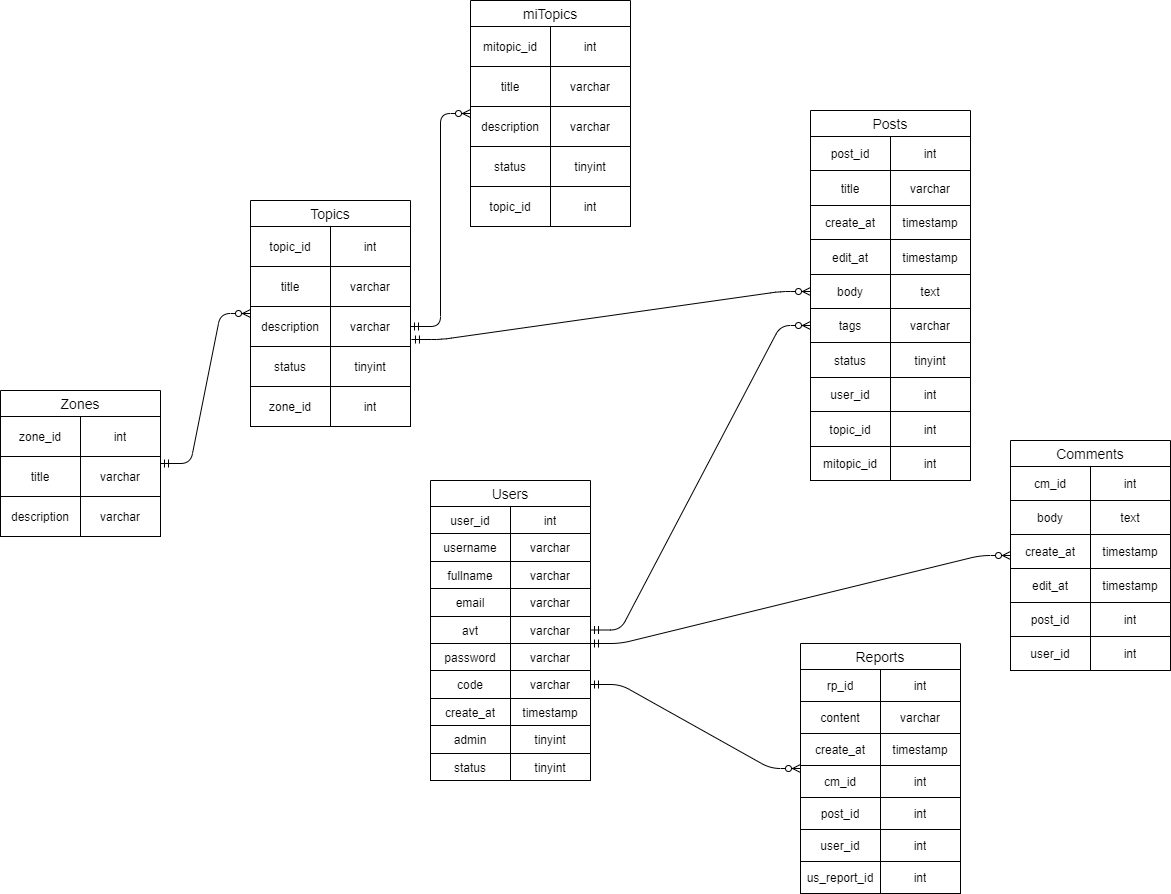 miTopics
mitopic_id int
title varchar
description varchar
status tinyint
topic_id int
Posts
post_id int
title varchar
create_at timestamp
edit_at timestamp
body text
tags varchar
status tinyint
user_id int
topic_id int
mitopic_id int
Topics
topic_id int
title varchar
description varchar
status tinyint
zone_id int
Zones
zone_id int
title varchar
description varchar
Users
user_id int
username varchar
fullname varchar
email varchar
avt varchar
password varchar
code varchar
create_at timestamp
admin tinyint
status tinyint
Comments
cm_id int
body text
create_at timestamp
edit_at timestamp
post_id int
user_id int
Reports
rp_id int
content varchar
create_at timestamp
cm_id int
post_id int
user_id int
us_report_id int